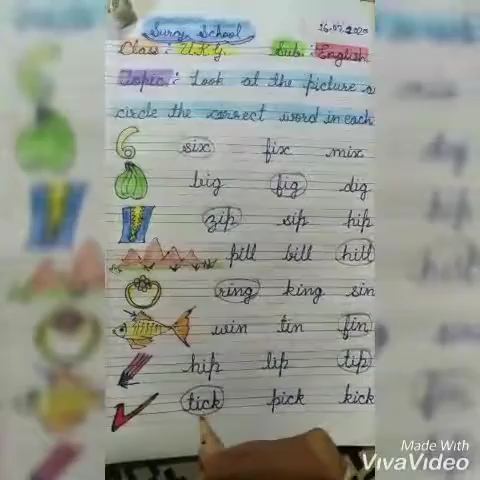 Surya School 16.07.2020
Class : U.K.G. Sub : English
Topic : Look at the picture a
circle the correct word in each
6 six fix mix
big fig dig
zip sip hip
pill bill hill
ring king sin
win tin fin
hip lip tip
tick pick kick
Made With
VivaVideo